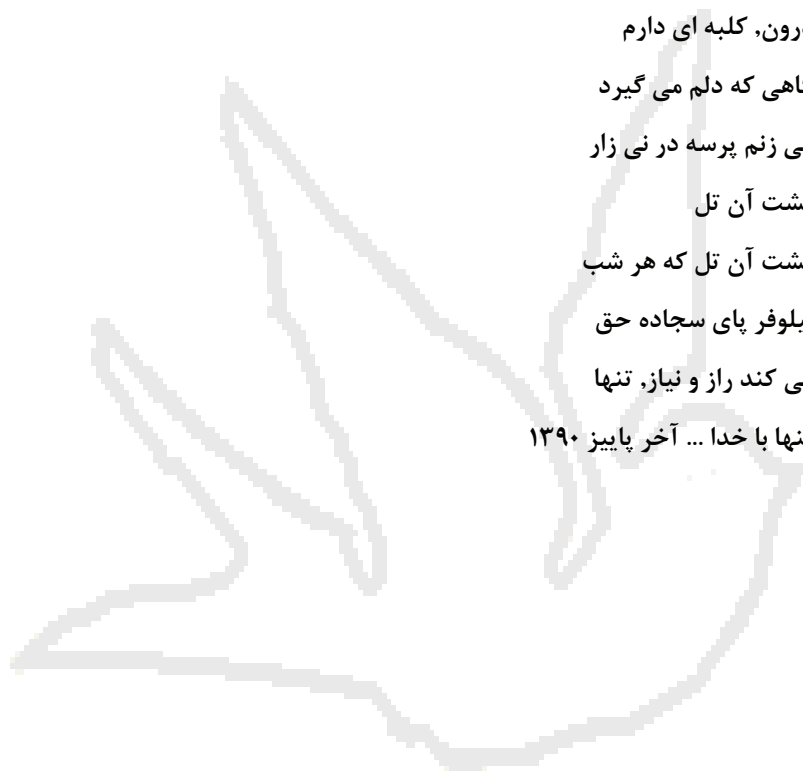 کلبه ای دارم
که دلم می گیرد
زنم پرسه در نی زار
آن تل
آن تل که هر شب
پای سجاده حق
کند راز و نیاز, تنها
با خدا ... آخر پاییز ۱۳۹۰